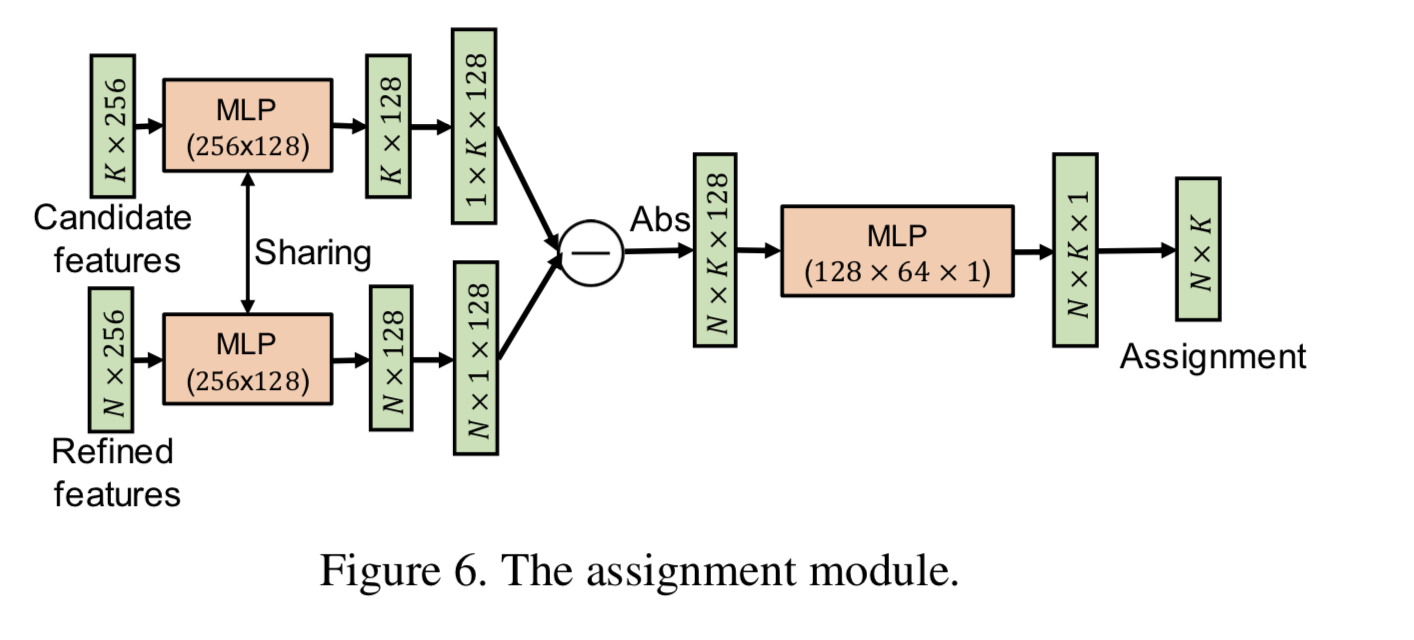 K × 256
MLP
(256x128)
K × 128
1 × K × 128
Candidate
features
Sharing
N × 256
MLP
(256x128)
N × 128
N × 1 × 128
Refined
features
—
Abs
N × K × 128
MLP
(128 × 64 × 1)
N × K × 1
N × K
Assignment
Figure 6. The assignment module.